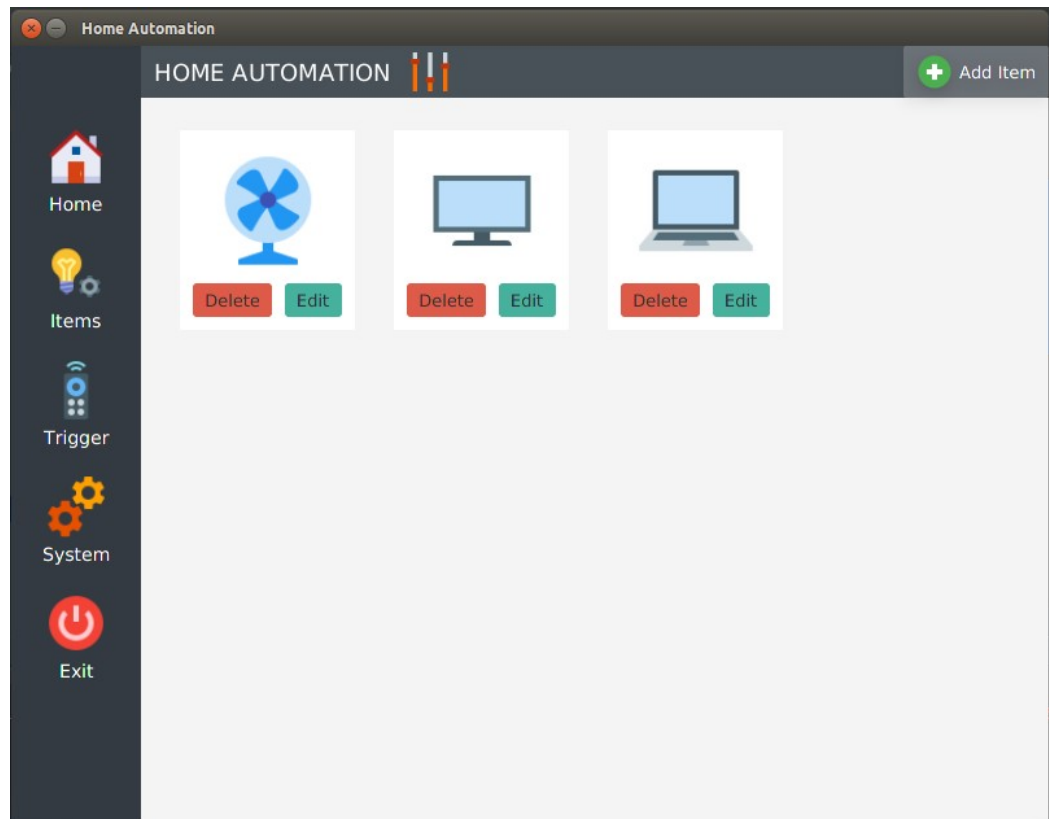 Home Automation
HOME AUTOMATION
Add Item
Home
Items
Trigger
System
Exit
Delete Edit
Delete Edit
Delete Edit